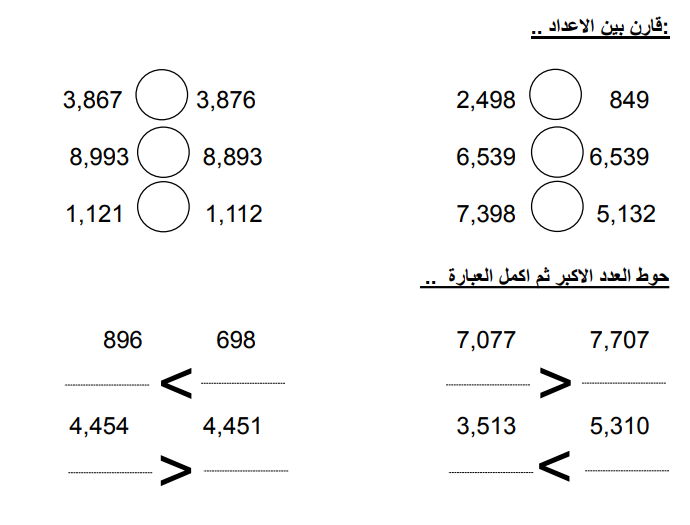 قارن بين الاعداد ..:
3,867 3,876 2,498 849
8,993 8,893 6,539 6,539
1,121 1,112 7,398 5,132
حوط العدد الاكبر ثم اكمل العبارة ..
896 698 7,077 7,707
< >
4,454 4,451 3,513 5,310
> <